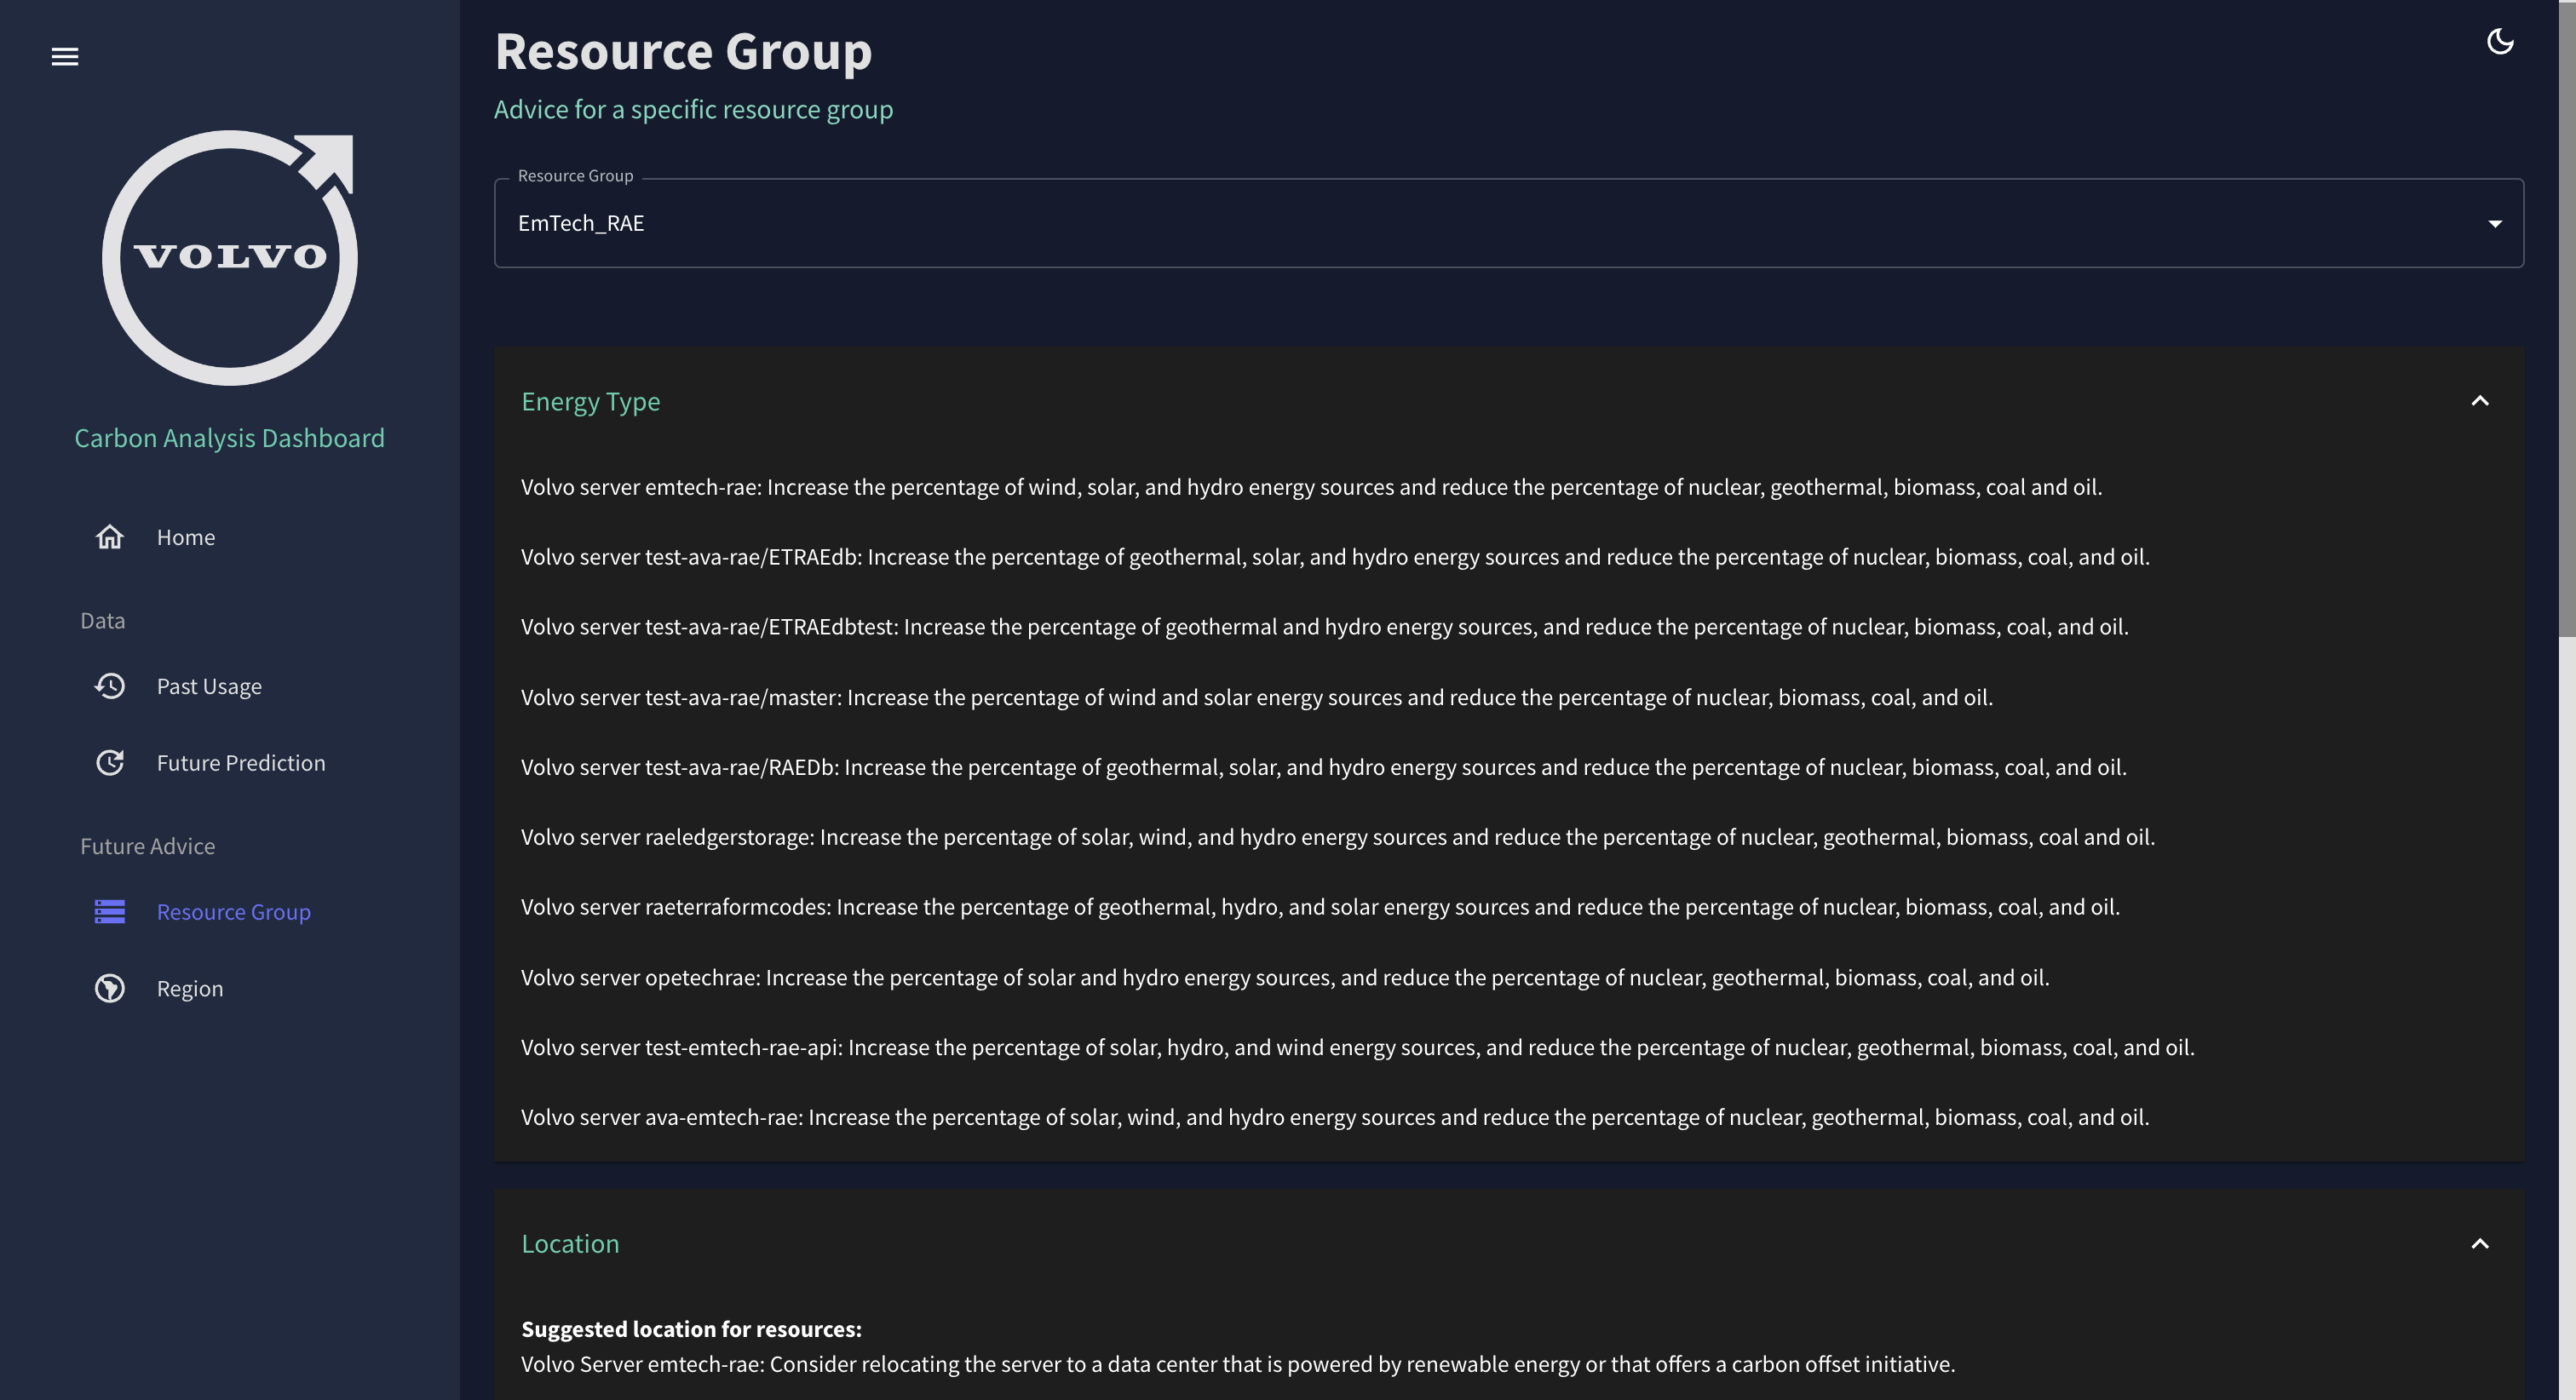 VOLVO
Carbon Analysis Dashboard
Home
Data
Past Usage
Future Prediction
Future Advice
Resource Group
Region
Resource Group
Advice for a specific resource group
Resource Group
EmTech_RAE
Energy Type
Volvo server emtech-rae: Increase the percentage of wind, solar, and hydro energy sources and reduce the percentage of nuclear, geothermal, biomass, coal and oil.
Volvo server test-ava-rae/ETRAEdb: Increase the percentage of geothermal, solar, and hydro energy sources and reduce the percentage of nuclear, biomass, coal, and oil.
Volvo server test-ava-rae/ETRAEdbtest: Increase the percentage of geothermal and hydro energy sources, and reduce the percentage of nuclear, biomass, coal, and oil.
Volvo server test-ava-rae/master: Increase the percentage of wind and solar energy sources and reduce the percentage of nuclear, biomass, coal, and oil.
Volvo server test-ava-rae/RAEDb: Increase the percentage of geothermal, solar, and hydro energy sources and reduce the percentage of nuclear, biomass, coal, and oil.
Volvo server raeledgerstorage: Increase the percentage of solar, wind, and hydro energy sources and reduce the percentage of nuclear, geothermal, biomass, coal and oil.
Volvo server raeterraformcodes: Increase the percentage of geothermal, hydro, and solar energy sources and reduce the percentage of nuclear, biomass, coal, and oil.
Volvo server opetechrae: Increase the percentage of solar and hydro energy sources, and reduce the percentage of nuclear, geothermal, biomass, coal, and oil.
Volvo server test-emtech-rae-api: Increase the percentage of solar, hydro, and wind energy sources, and reduce the percentage of nuclear, geothermal, biomass, coal, and oil.
Volvo server ava-emtech-rae: Increase the percentage of solar, wind, and hydro energy sources and reduce the percentage of nuclear, geothermal, biomass, coal, and oil.
Location
Suggested location for resources:
Volvo Server emtech-rae: Consider relocating the server to a data center that is powered by renewable energy or that offers a carbon offset initiative.